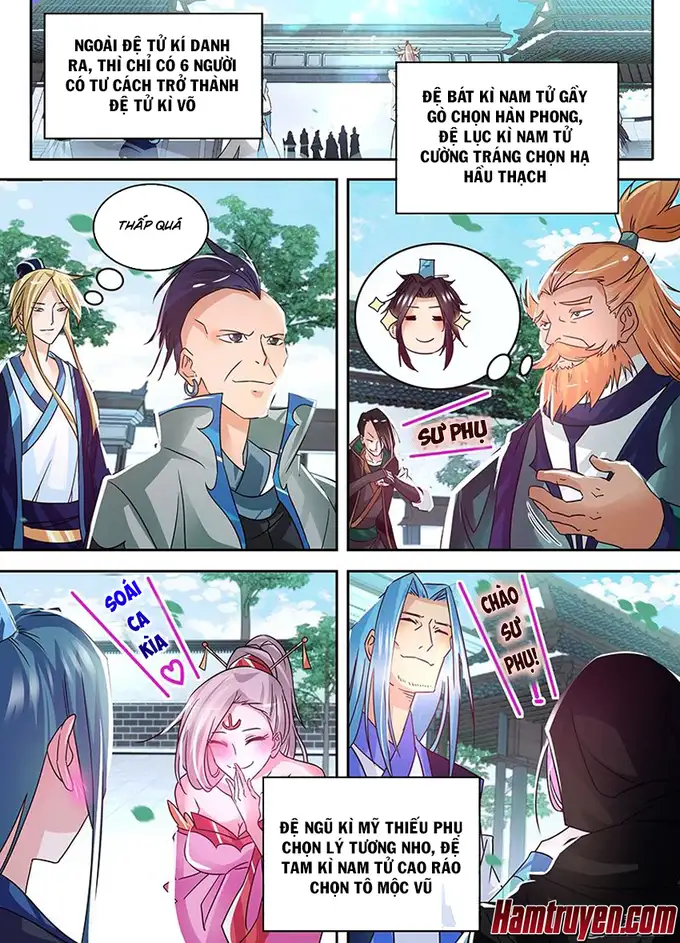 NGOÀI ĐỆ TỬ KÍ DANH
RA, THÌ CHỈ CÓ 6 NGƯỜI
CÓ TƯ CÁCH TRỞ THÀNH
ĐỆ TỬ KÌ VÕ
ĐỆ BÁT KÌ NAM TỬ GẦY
GÒ CHỌN HÀN PHONG,
ĐỆ LỤC KÌ NAM TỬ
CƯỜNG TRÁNG CHỌN HẠ
HẦU THẠCH
THẤP QUÁ
SƯ PHỤ
SOÁI
CA
KÌA
CHÀO
SƯ
PHỤ!
ĐỆ NGŨ KÌ MỸ THIẾU PHỤ
CHỌN LÝ TƯƠNG NHO, ĐỆ
TAM KÌ NAM TỬ CAO RÁO
CHỌN TÔ MỘC VŨ
Hamtruyen.com